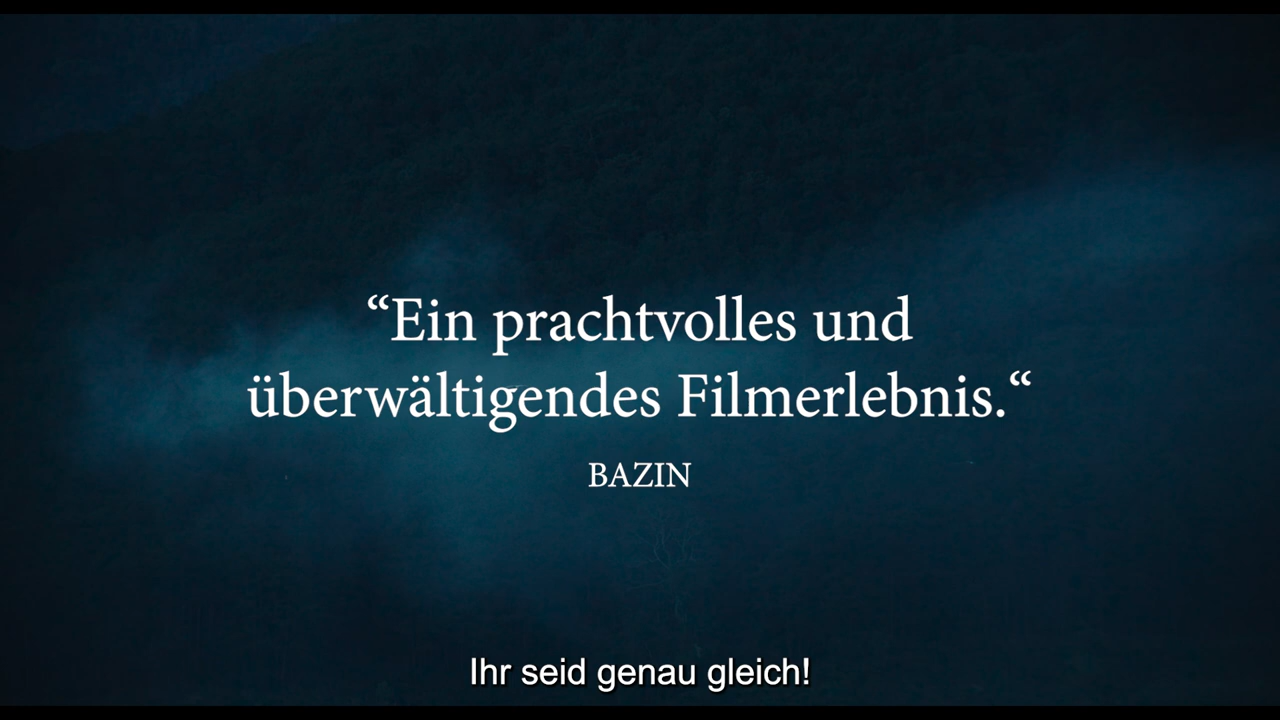 “Ein prachtvolles und
überwältigendes Filmerlebnis.“
BAZIN
Ihr seid genau gleich!